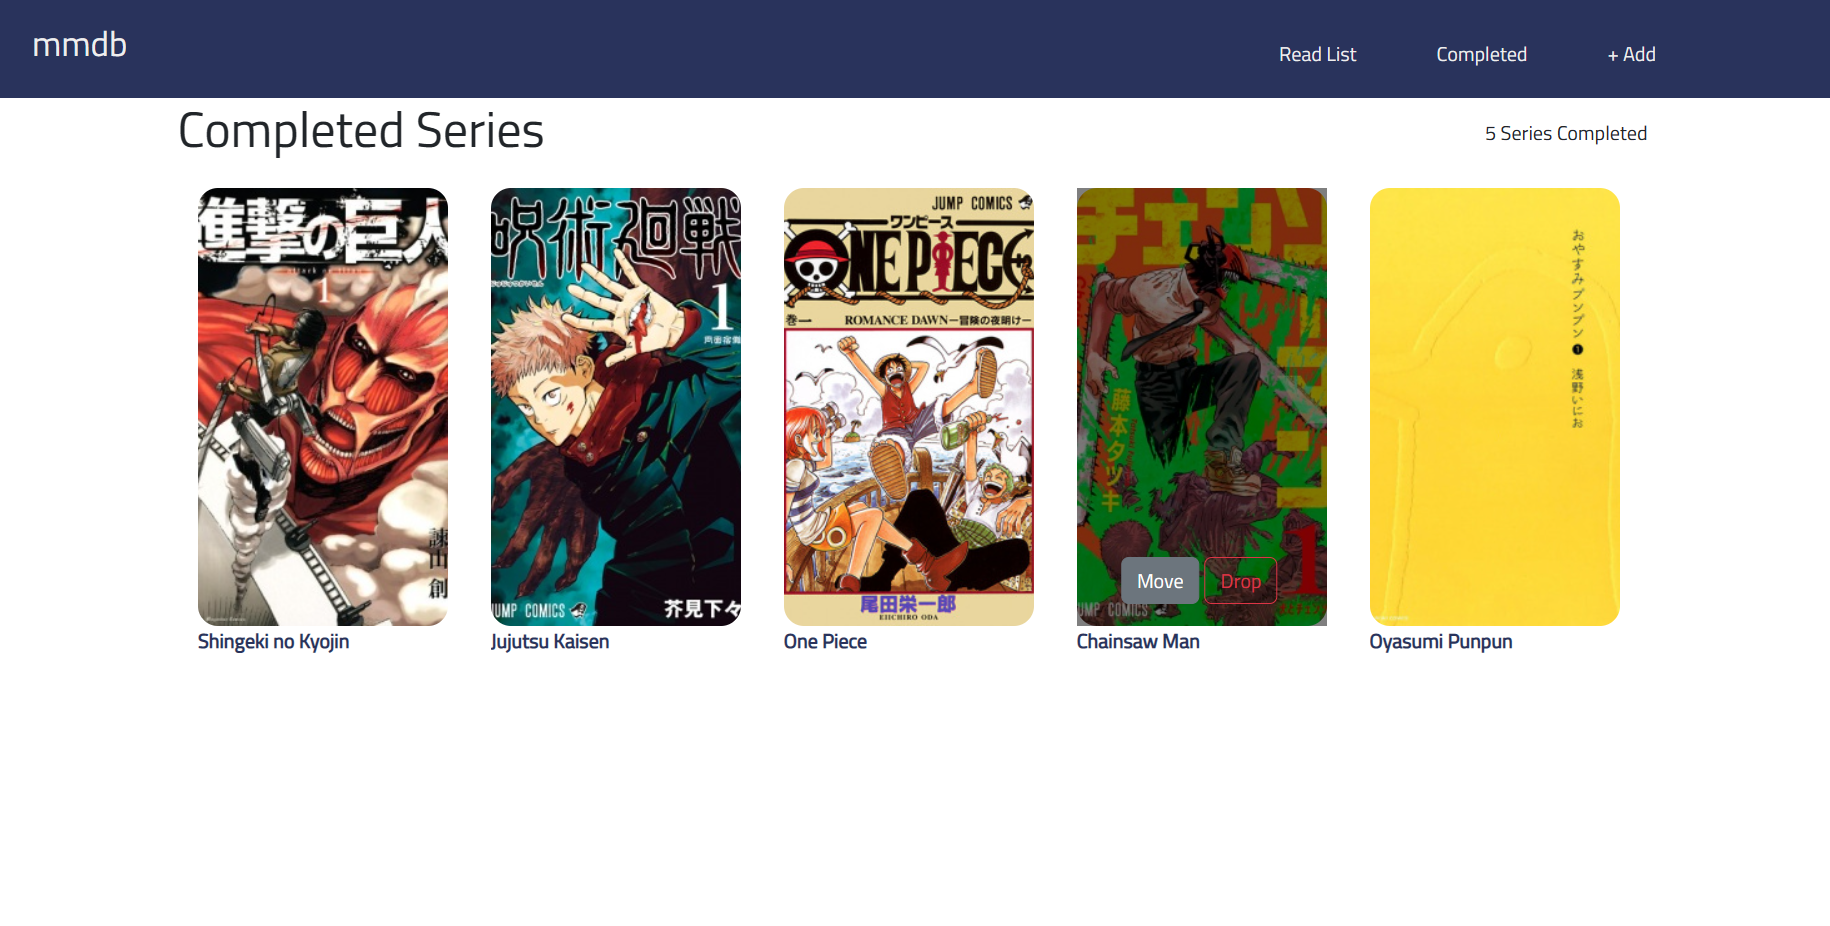 mmdb
Read List
Completed
+ Add
Completed Series
5 Series Completed
進撃の巨人
attack on titan
1
諫山
創
Shingeki no Kyojin
呪術廻戦
1
JUMP COMICS
芥見下々
Jujutsu Kaisen
JUMP COMICS
ワンピース
ONE PIECE
巻一
ROMANCE DAWN—冒険の夜明け—
尾田栄一郎
EIICHIRO ODA
One Piece
チェンソ
藤本タツキ
1
Move
Drop
JUMP COMICS
Chainsaw Man
おやすみプンプン
1
浅野いにお
Oyasumi Punpun